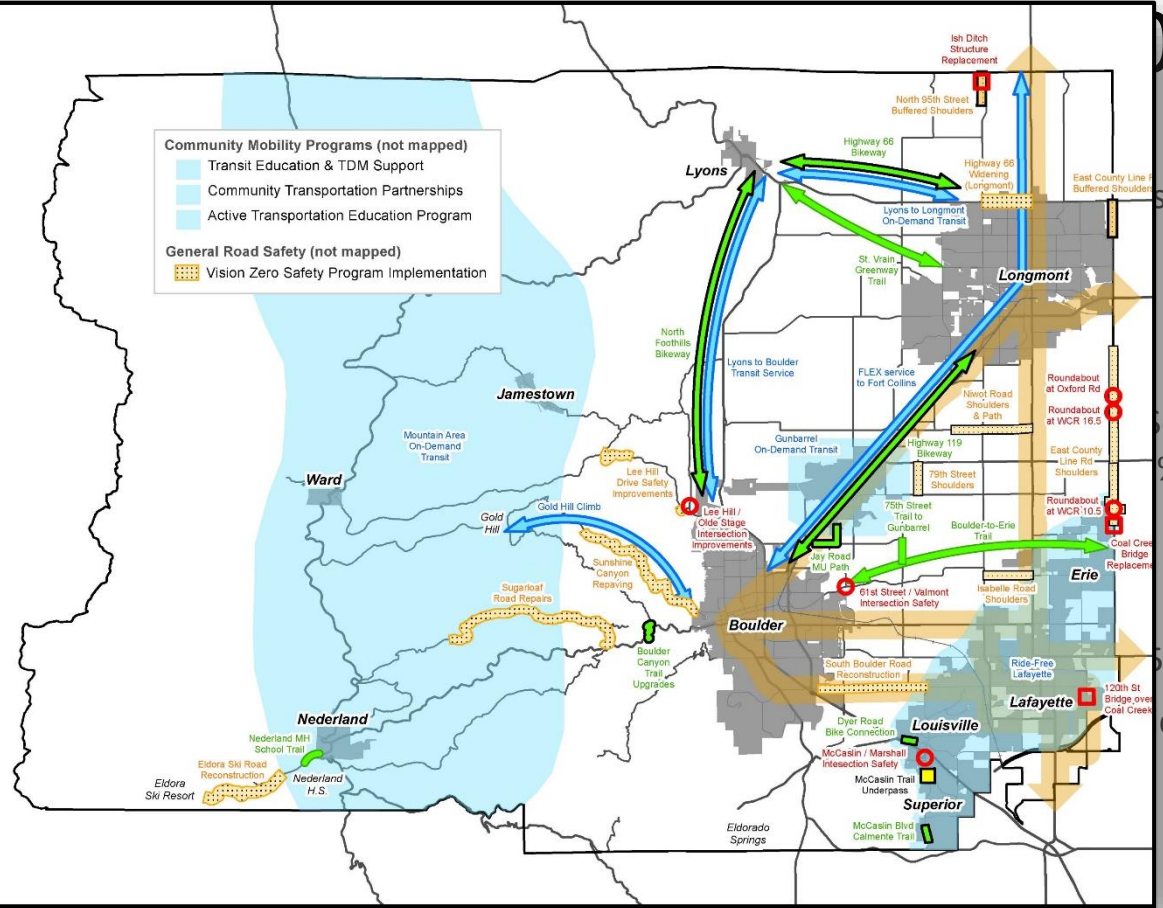 Ish Ditch
Structure
Replacement
North 95th Street
Buffered Shoulders
Community Mobility Programs (not mapped)
Transit Education & TDM Support
Community Transportation Partnerships
Active Transportation Education Program
General Road Safety (not mapped)
Vision Zero Safety Program Implementation
Lyons
Highway 66
Bikeway
Highway 66
Widening
(Longmont)
East County Line
Buffered Shoulders
Lyons to Longmont
On-Demand Transit
St. Vrain
Greenway
Trail
Longmont
North
Foothills
Bikeway
Lyons to Boulder
Transit Service
FLEX service
to Fort Collins
Roundabout
at Oxford Rd
Roundabout
at WCR 16.5
Niwot Road
Shoulders
& Path
Jamestown
Mountain Area
On-Demand
Transit
Gunbarrel
On-Demand Transit
Highway 119
Bikeway
East County
Line Rd
Shoulders
Ward
Lee Hill
Drive Safety
Improvements
79th Street
Shoulders
Gold
Hill
Gold Hill Climb
Lee Hill /
Olde Stage
Intersection
Improvements
75th Street
Trail to
Gunbarrel
Boulder-to-Erie
Trail
Roundabout
at WCR 10.5
Sunshine
Canyon
Repaving
Jay Road
MU Path
Coal Cree
Bridge
Replaceme
Erie
Sugarloaf
Road Repairs
61st Street / Valmont
Intersection Safety
Isabelle Road
Shoulders
Boulder
Boulder
Canyon
Trail
Upgrades
South Boulder Road
Reconstruction
Ride-Free
Lafayette
Lafayette
120th St
Bridge over
Coal Creek
Nederland
Nederland MH
School Trail
Dyer Road
Bike Connection
Louisville
McCaslin / Marshall
Intesection Safety
Eldora Ski Road
Reconstruction
Eldora
Ski Resort
Nederland
H.S.
McCaslin Trail
Underpass
Superior
McCaslin Blvd
Calmente Trail
Eldorado
Springs